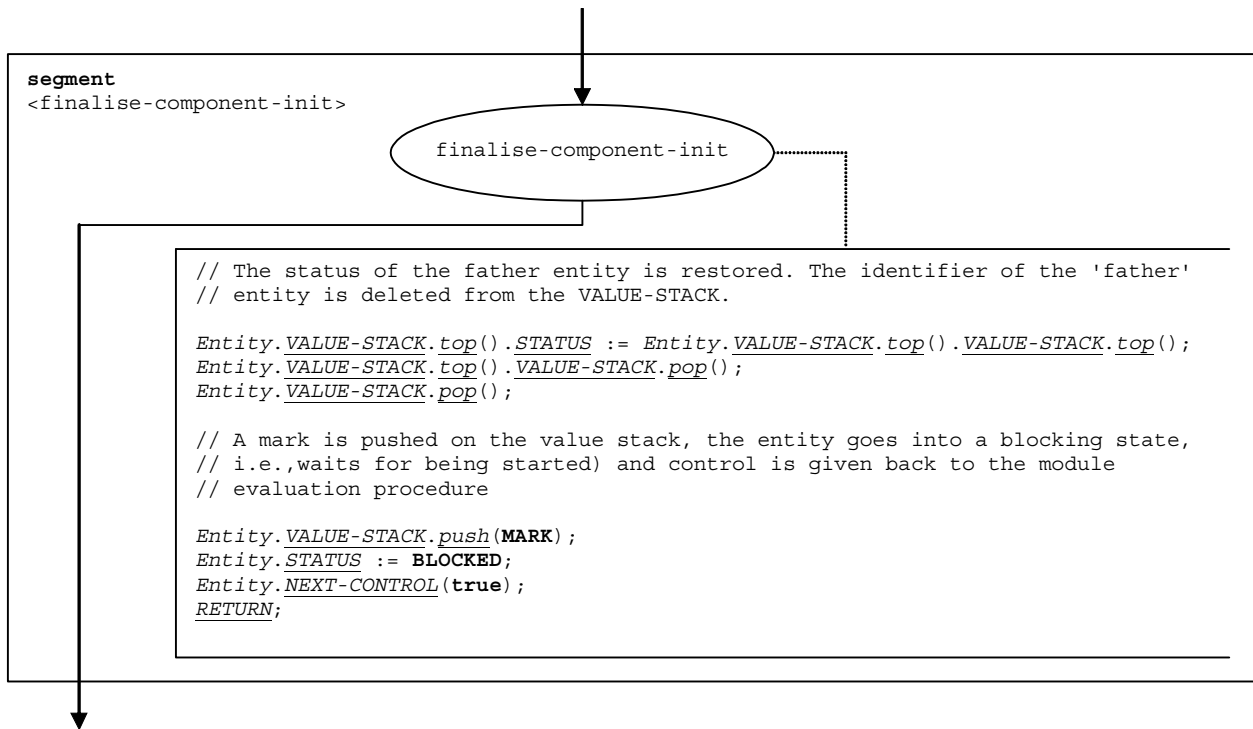 segment
<finalise-component-init>
finalise-component-init
// The status of the father entity is restored. The identifier of the 'father'
// entity is deleted from the VALUE-STACK.
Entity.VALUE-STACK.top().STATUS := Entity.VALUE-STACK.top().VALUE-STACK.top();
Entity.VALUE-STACK.top().VALUE-STACK.pop();
Entity.VALUE-STACK.pop();
// A mark is pushed on the value stack, the entity goes into a blocking state,
// i.e.,waits for being started) and control is given back to the module
// evaluation procedure
Entity.VALUE-STACK.push(MARK);
Entity.STATUS := BLOCKED;
Entity.NEXT-CONTROL(true);
RETURN;